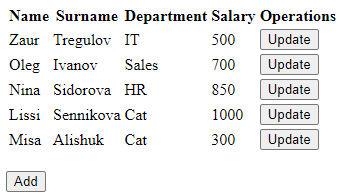 Name Surname Department Salary Operations
Zaur Tregulov IT 500 Update
Oleg Ivanov Sales 700 Update
Nina Sidorova HR 850 Update
Lissi Sennikova Cat 1000 Update
Misa Alishuk Cat 300 Update
Add